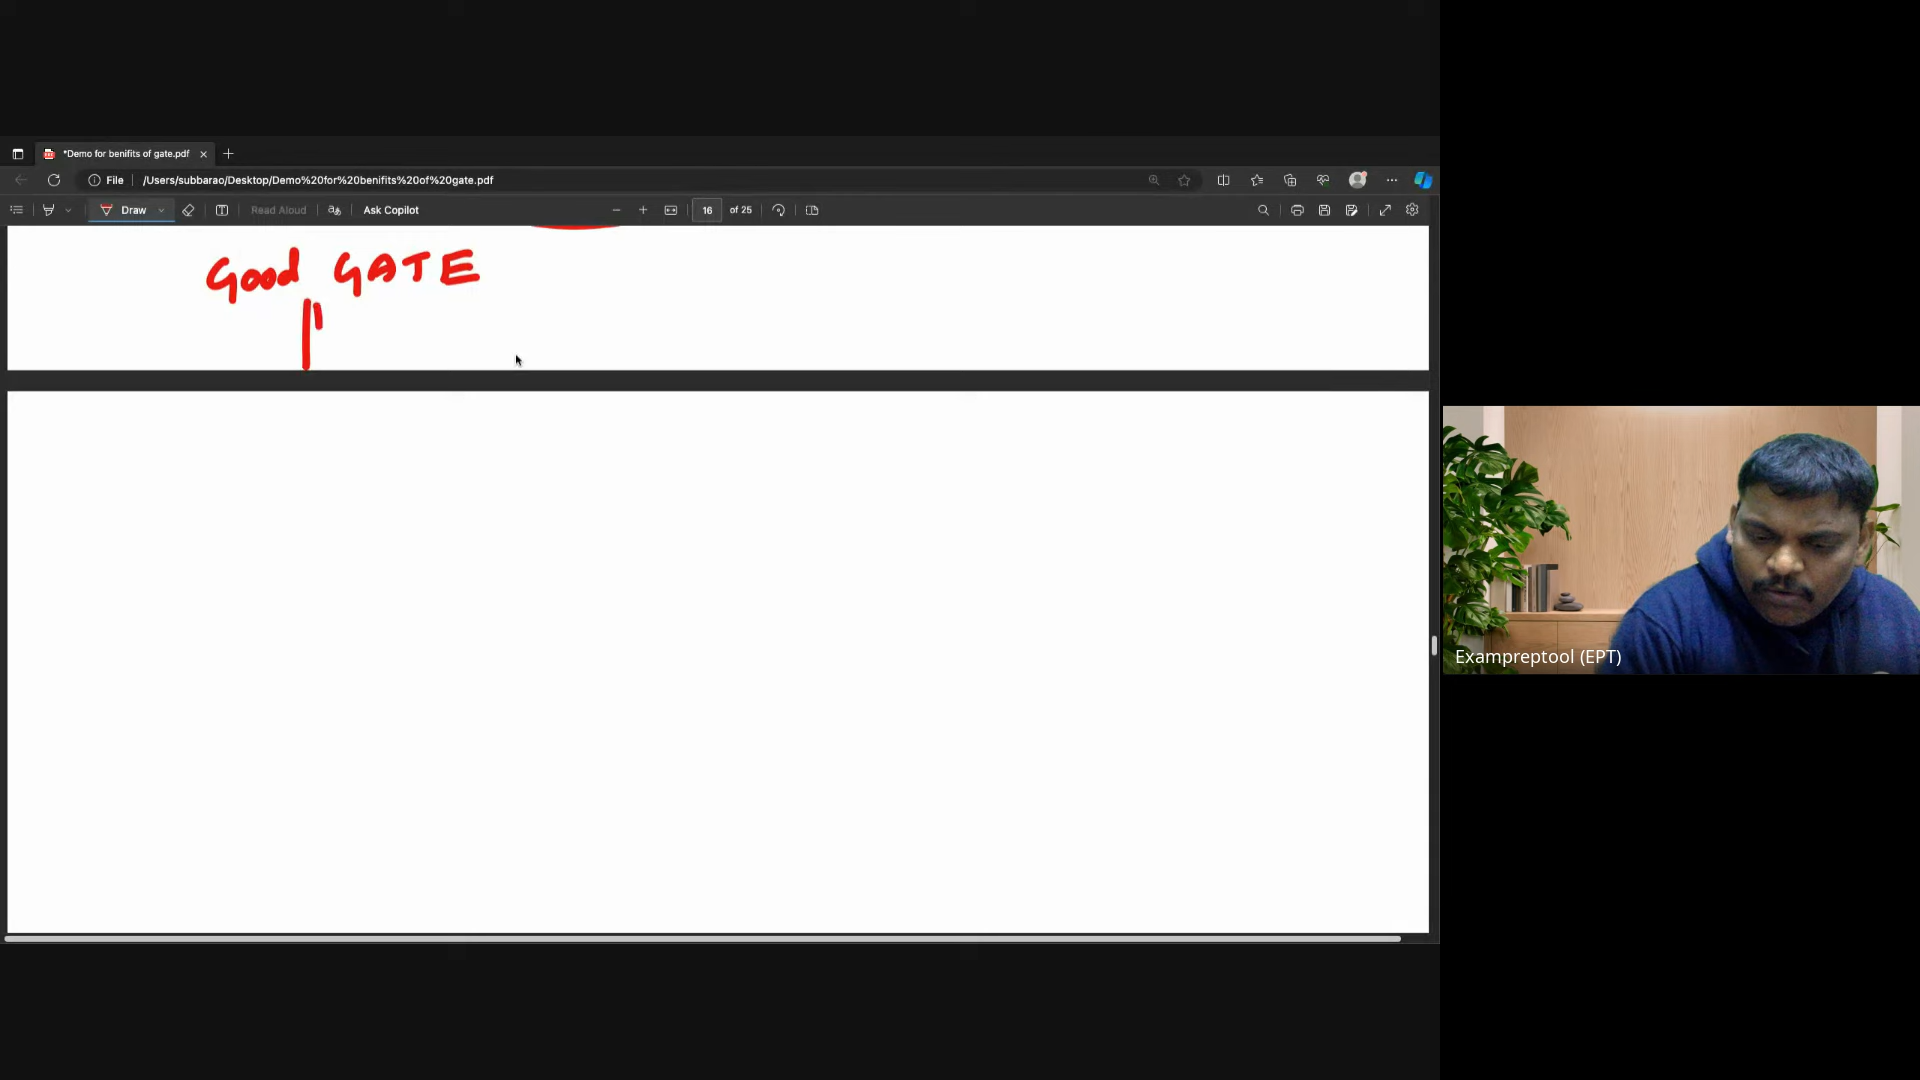 *Demo for benifits of gate.pdf
File /Users/subbarao/Desktop/Demo%20for%20benifits%20of%20gate.pdf
Draw Read Aloud Ask Copilot 16 of 25
Good GATE
Exampreptool (EPT)